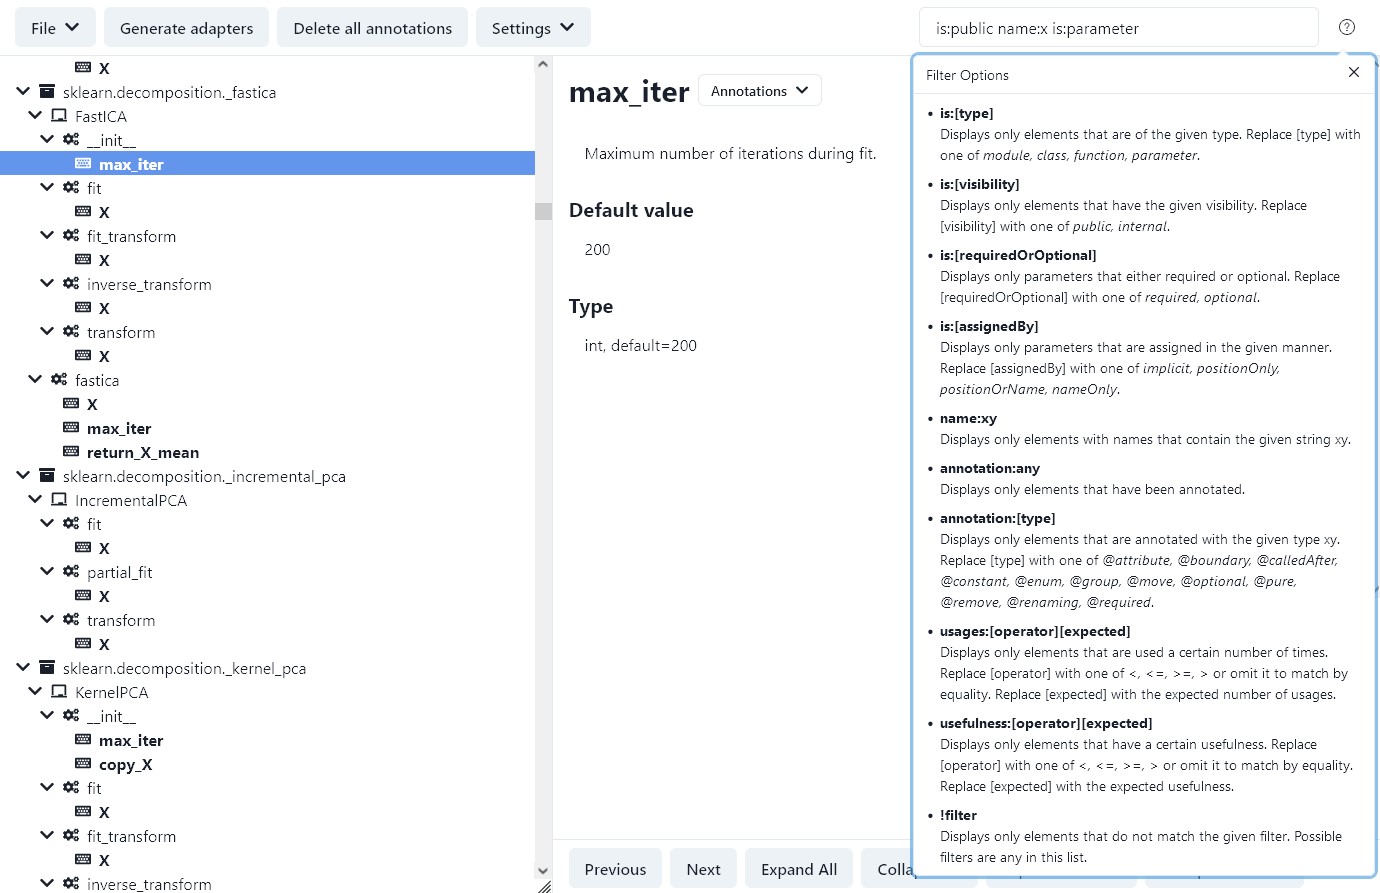 File
Generate adapters
Delete all annotations
Settings
is:public name:x is:parameter
X
sklearn.decomposition._fastica
FastICA
__init__
max_iter
fit
X
fit_transform
X
inverse_transform
X
transform
X
fastica
X
max_iter
return_X_mean
sklearn.decomposition._incremental_pca
IncrementalPCA
fit
X
partial_fit
X
transform
X
sklearn.decomposition._kernel_pca
KernelPCA
__init__
max_iter
copy_X
fit
X
fit_transform
X
inverse_transform
max_iter
Annotations
Maximum number of iterations during fit.
Default value
200
Type
int, default=200
Previous
Next
Expand All
Filter Options
• is:[type]
Displays only elements that are of the given type. Replace [type] with
one of module, class, function, parameter.
• is:[visibility]
Displays only elements that have the given visibility. Replace
[visibility] with one of public, internal.
• is:[requiredOrOptional]
Displays only parameters that either required or optional. Replace
[requiredOrOptional] with one of required, optional.
• is:[assignedBy]
Displays only parameters that are assigned in the given manner.
Replace [assignedBy] with one of implicit, positionOnly,
positionOrName, nameOnly.
• name:xy
Displays only elements with names that contain the given string xy.
• annotation:any
Displays only elements that have been annotated.
• annotation:[type]
Displays only elements that are annotated with the given type xy.
Replace [type] with one of @attribute, @boundary, @calledAfter,
@constant, @enum, @group, @move, @optional, @pure,
@remove, @renaming, @required.
• usages:[operator][expected]
Displays only elements that are used a certain number of times.
Replace [operator] with one of <, <=, >=, > or omit it to match by
equality. Replace [expected] with the expected number of usages.
• usefulness:[operator][expected]
Displays only elements that have a certain usefulness. Replace
[operator] with one of <, <=, >=, > or omit it to match by equality.
Replace [expected] with the expected usefulness.
• !filter
Displays only elements that do not match the given filter. Possible
filters are any in this list.